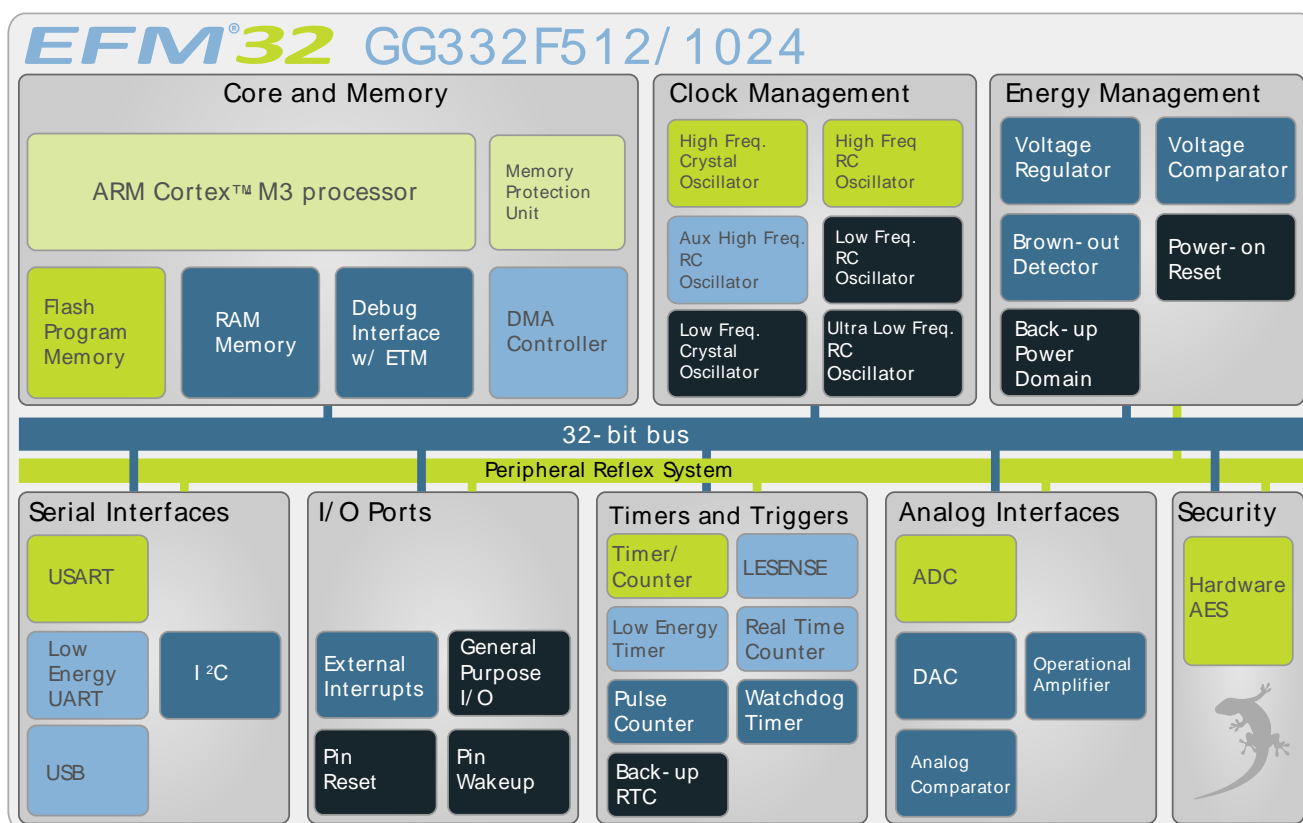 EFM®32 GG332F512/1024
Core and Memory
ARM Cortex™ M3 processor
Memory
Protection
Unit
Flash
Program
Memory
RAM
Memory
Debug
Interface
w/ ETM
DMA
Controller
Clock Management
High Freq.
Crystal
Oscillator
High Freq
RC
Oscillator
Aux High Freq.
RC
Oscillator
Low Freq.
RC
Oscillator
Low Freq.
Crystal
Oscillator
Ultra Low Freq.
RC
Oscillator
Energy Management
Voltage
Regulator
Voltage
Comparator
Brown-out
Detector
Power-on
Reset
Back-up
Power
Domain
32-bit bus
Peripheral Reflex System
Serial Interfaces
USART
Low
Energy
UART
I²C
USB
I/O Ports
External
Interrupts
General
Purpose
I/O
Pin
Reset
Pin
Wakeup
Timers and Triggers
Timer/
Counter
LESENSE
Low Energy
Timer
Real Time
Counter
Pulse
Counter
Watchdog
Timer
Back-up
RTC
Analog Interfaces
ADC
DAC
Operational
Amplifier
Analog
Comparator
Security
Hardware
AES